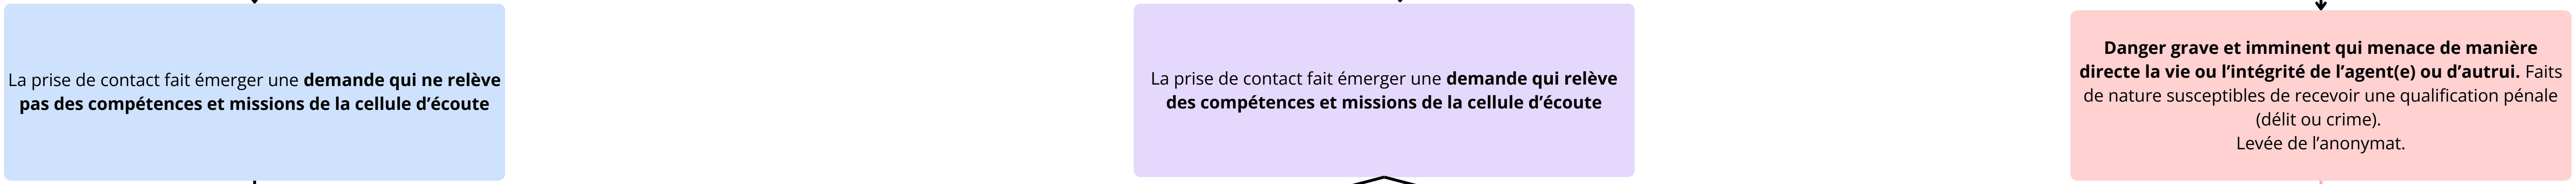 La prise de contact fait émerger une demande qui ne relève
pas des compétences et missions de la cellule d’écoute
La prise de contact fait émerger une demande qui relève
des compétences et missions de la cellule d’écoute
Danger grave et imminent qui menace de manière
directe la vie ou l’intégrité de l’agent(e) ou d’autrui. Faits
de nature susceptibles de recevoir une qualification pénale
(délit ou crime).
Levée de l’anonymat.